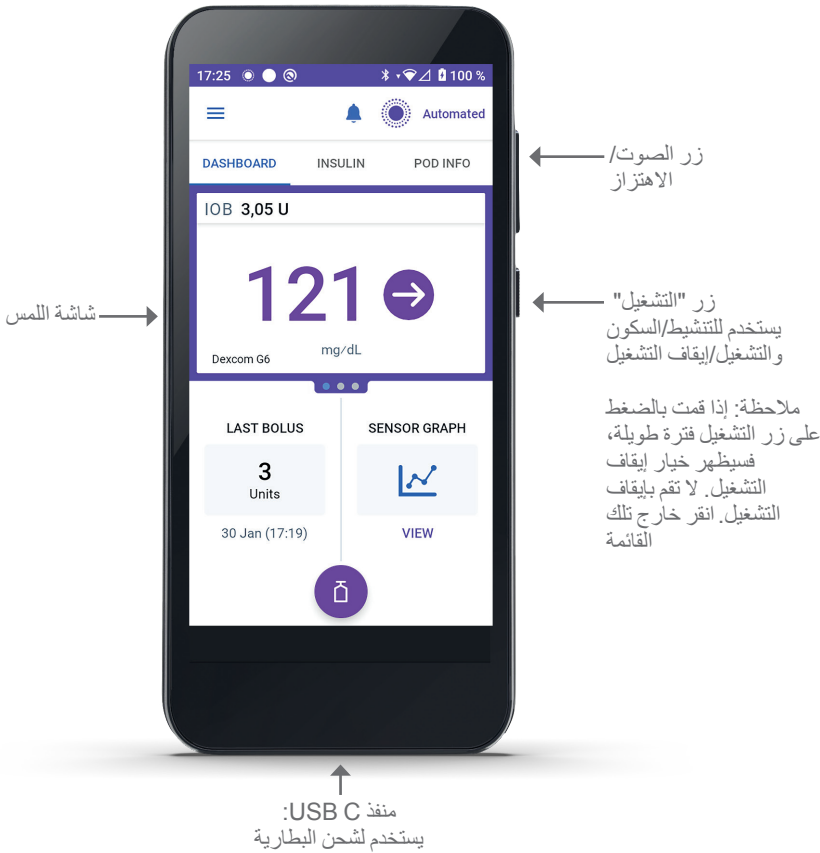 17:25 100 %
Automated
DASHBOARD INSULIN POD INFO
IOB 3,05 U
121
mg/dL
Dexcom G6
LAST BOLUS
3
Units
30 Jan (17:19)
SENSOR GRAPH
VIEW
زر الصوت/
الاهتزاز
زر "التشغيل"
يستخدم للتنشيط/السكون
والتشغيل/إيقاف التشغيل
ملاحظة: إذا قمت بالضغط
على زر التشغيل فترة طويلة،
فسيظهر خيار إيقاف
التشغيل. لا تقم بإيقاف
التشغيل. انقر خارج تلك
القائمة
شاشة اللمس
منفذ USB C:
يستخدم لشحن البطارية